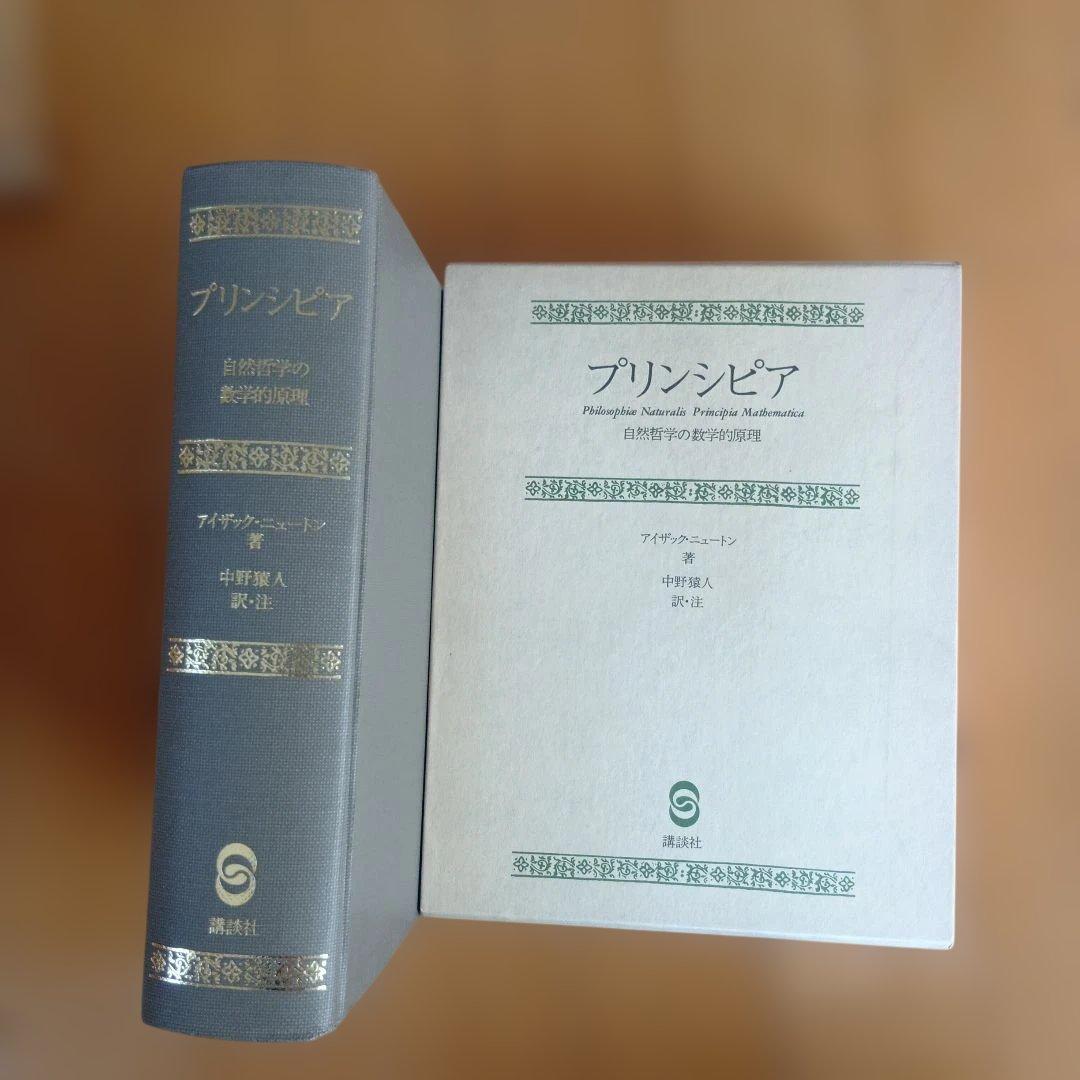 プリンシピア
自然哲学の
数学的原理
アイザック・ニュートン
著
中野猿人
訳・注
講談社
プリンシピア
Philosophiæ Naturalis Principia Mathematica
自然哲学の数学的原理
アイザック・ニュートン
著
中野猿人
訳・注
講談社